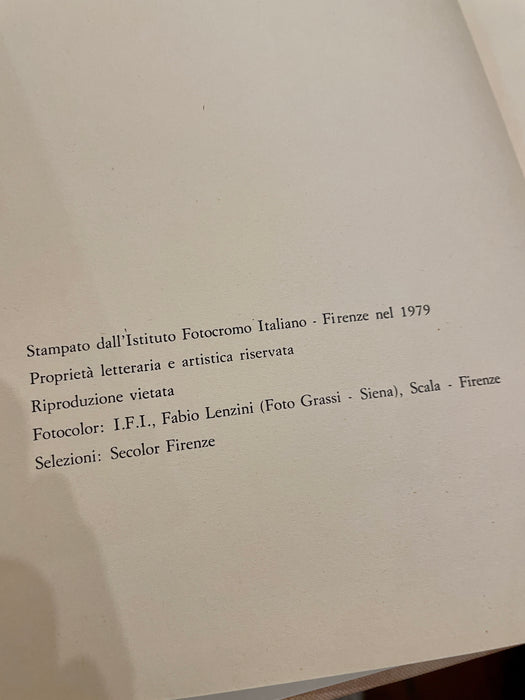 Stampato dall'Istituto Fotocromo Italiano - Firenze nel 1979
Proprietà letteraria e artistica riservata
Riproduzione vietata
Fotocolor: I.F.I., Fabio Lenzini (Foto Grassi - Siena), Scala - Firenze
Selezioni: Secolor Firenze